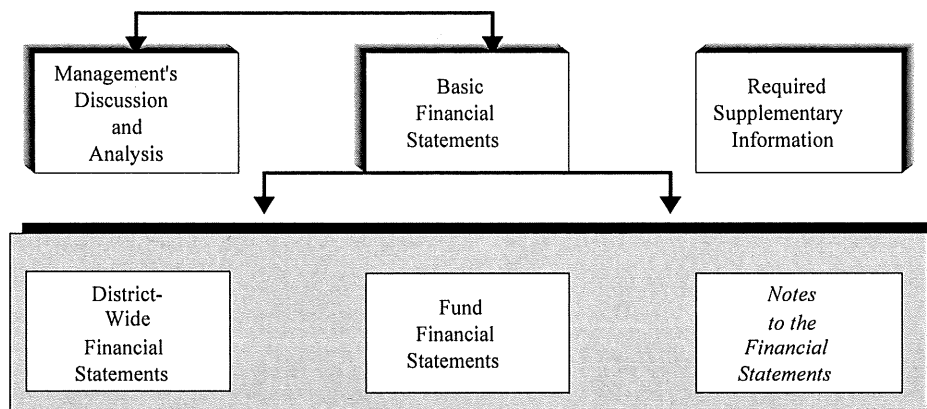 Management's
Discussion
and
Analysis
Basic
Financial
Statements
Required
Supplementary
Information
District-
Wide
Financial
Statements
Fund
Financial
Statements
Notes
to the
Financial
Statements